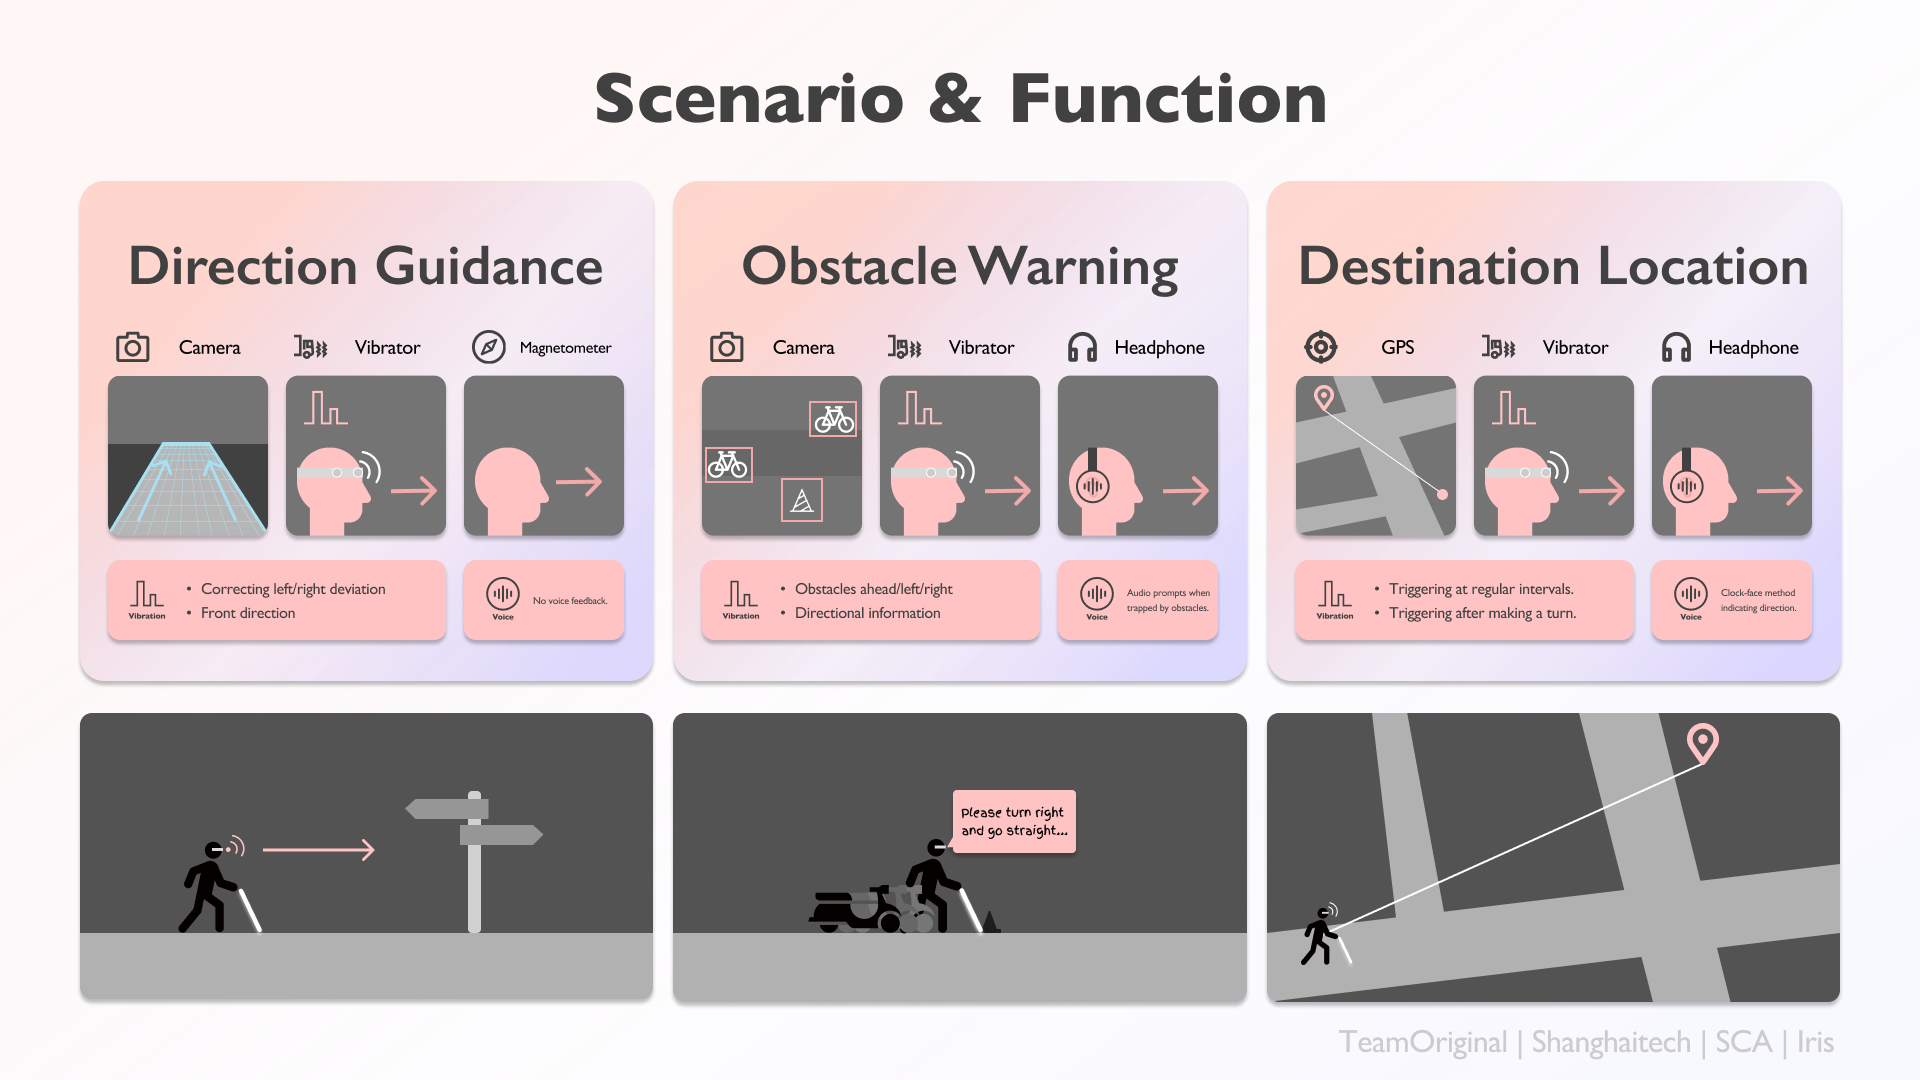 Scenario & Function
Direction Guidance
Camera
Vibrator
Magnetometer
Vibration
• Correcting left/right deviation
• Front direction
Voice
No voice feedback.
Obstacle Warning
Camera
Vibrator
Headphone
Vibration
• Obstacles ahead/left/right
• Directional information
Voice
Audio prompts when
trapped by obstacles.
Destination Location
GPS
Vibrator
Headphone
Vibration
• Triggering at regular intervals.
• Triggering after making a turn.
Voice
Clock-face method
indicating direction.
Please turn right
and go straight...
TeamOriginal | Shanghaitech | SCA | Iris